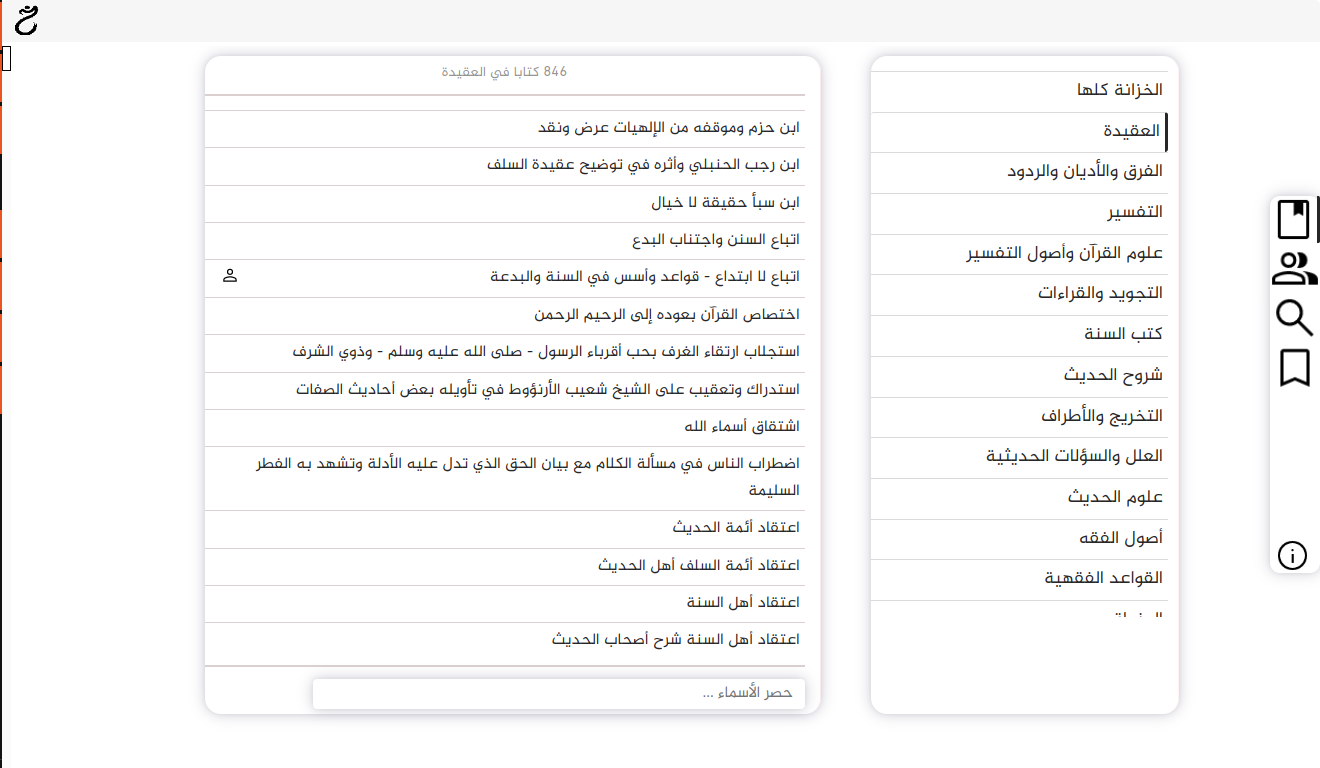 الخزانة كلها
العقيدة
الفرق والأديان والردود
التفسير
علوم القرآن وأصول التفسير
التجويد والقراءات
كتب السنة
شروح الحديث
التخريج والأطراف
العلل والسؤلات الحديثية
علوم الحديث
أصول الفقه
القواعد الفقهية
846 كتابا في العقيدة
ابن حزم وموقفه من الإلهيات عرض ونقد
ابن رجب الحنبلي وأثره في توضيح عقيدة السلف
ابن سبأ حقيقة لا خيال
اتباع السنن واجتناب البدع
اتباع لا ابتداع - قواعد وأسس في السنة والبدعة
اختصاص القرآن بعوده إلى الرحيم الرحمن
استجلاب ارتقاء الغرف بحب أقرباء الرسول - صلى الله عليه وسلم - وذوي الشرف
استدراك وتعقيب على الشيخ شعيب الأرنؤوط في تأويله بعض أحاديث الصفات
اشتقاق أسماء الله
اضطراب الناس في مسألة الكلام مع بيان الحق الذي تدل عليه الأدلة وتشهد به الفطر
السليمة
اعتقاد أئمة الحديث
اعتقاد أئمة السلف أهل الحديث
اعتقاد أهل السنة
اعتقاد أهل السنة شرح أصحاب الحديث
حصر الأسماء ...